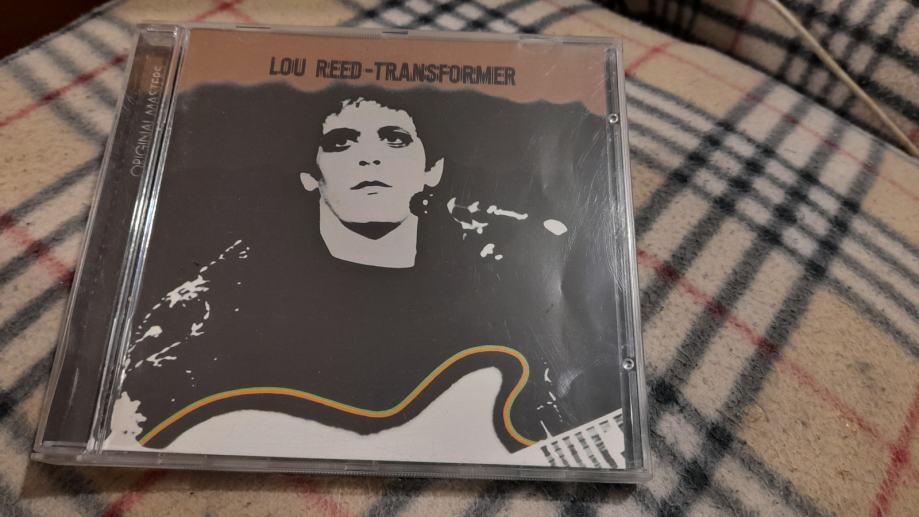 LOU REED-TRANSFORMER
ORIGINAL MASTERS